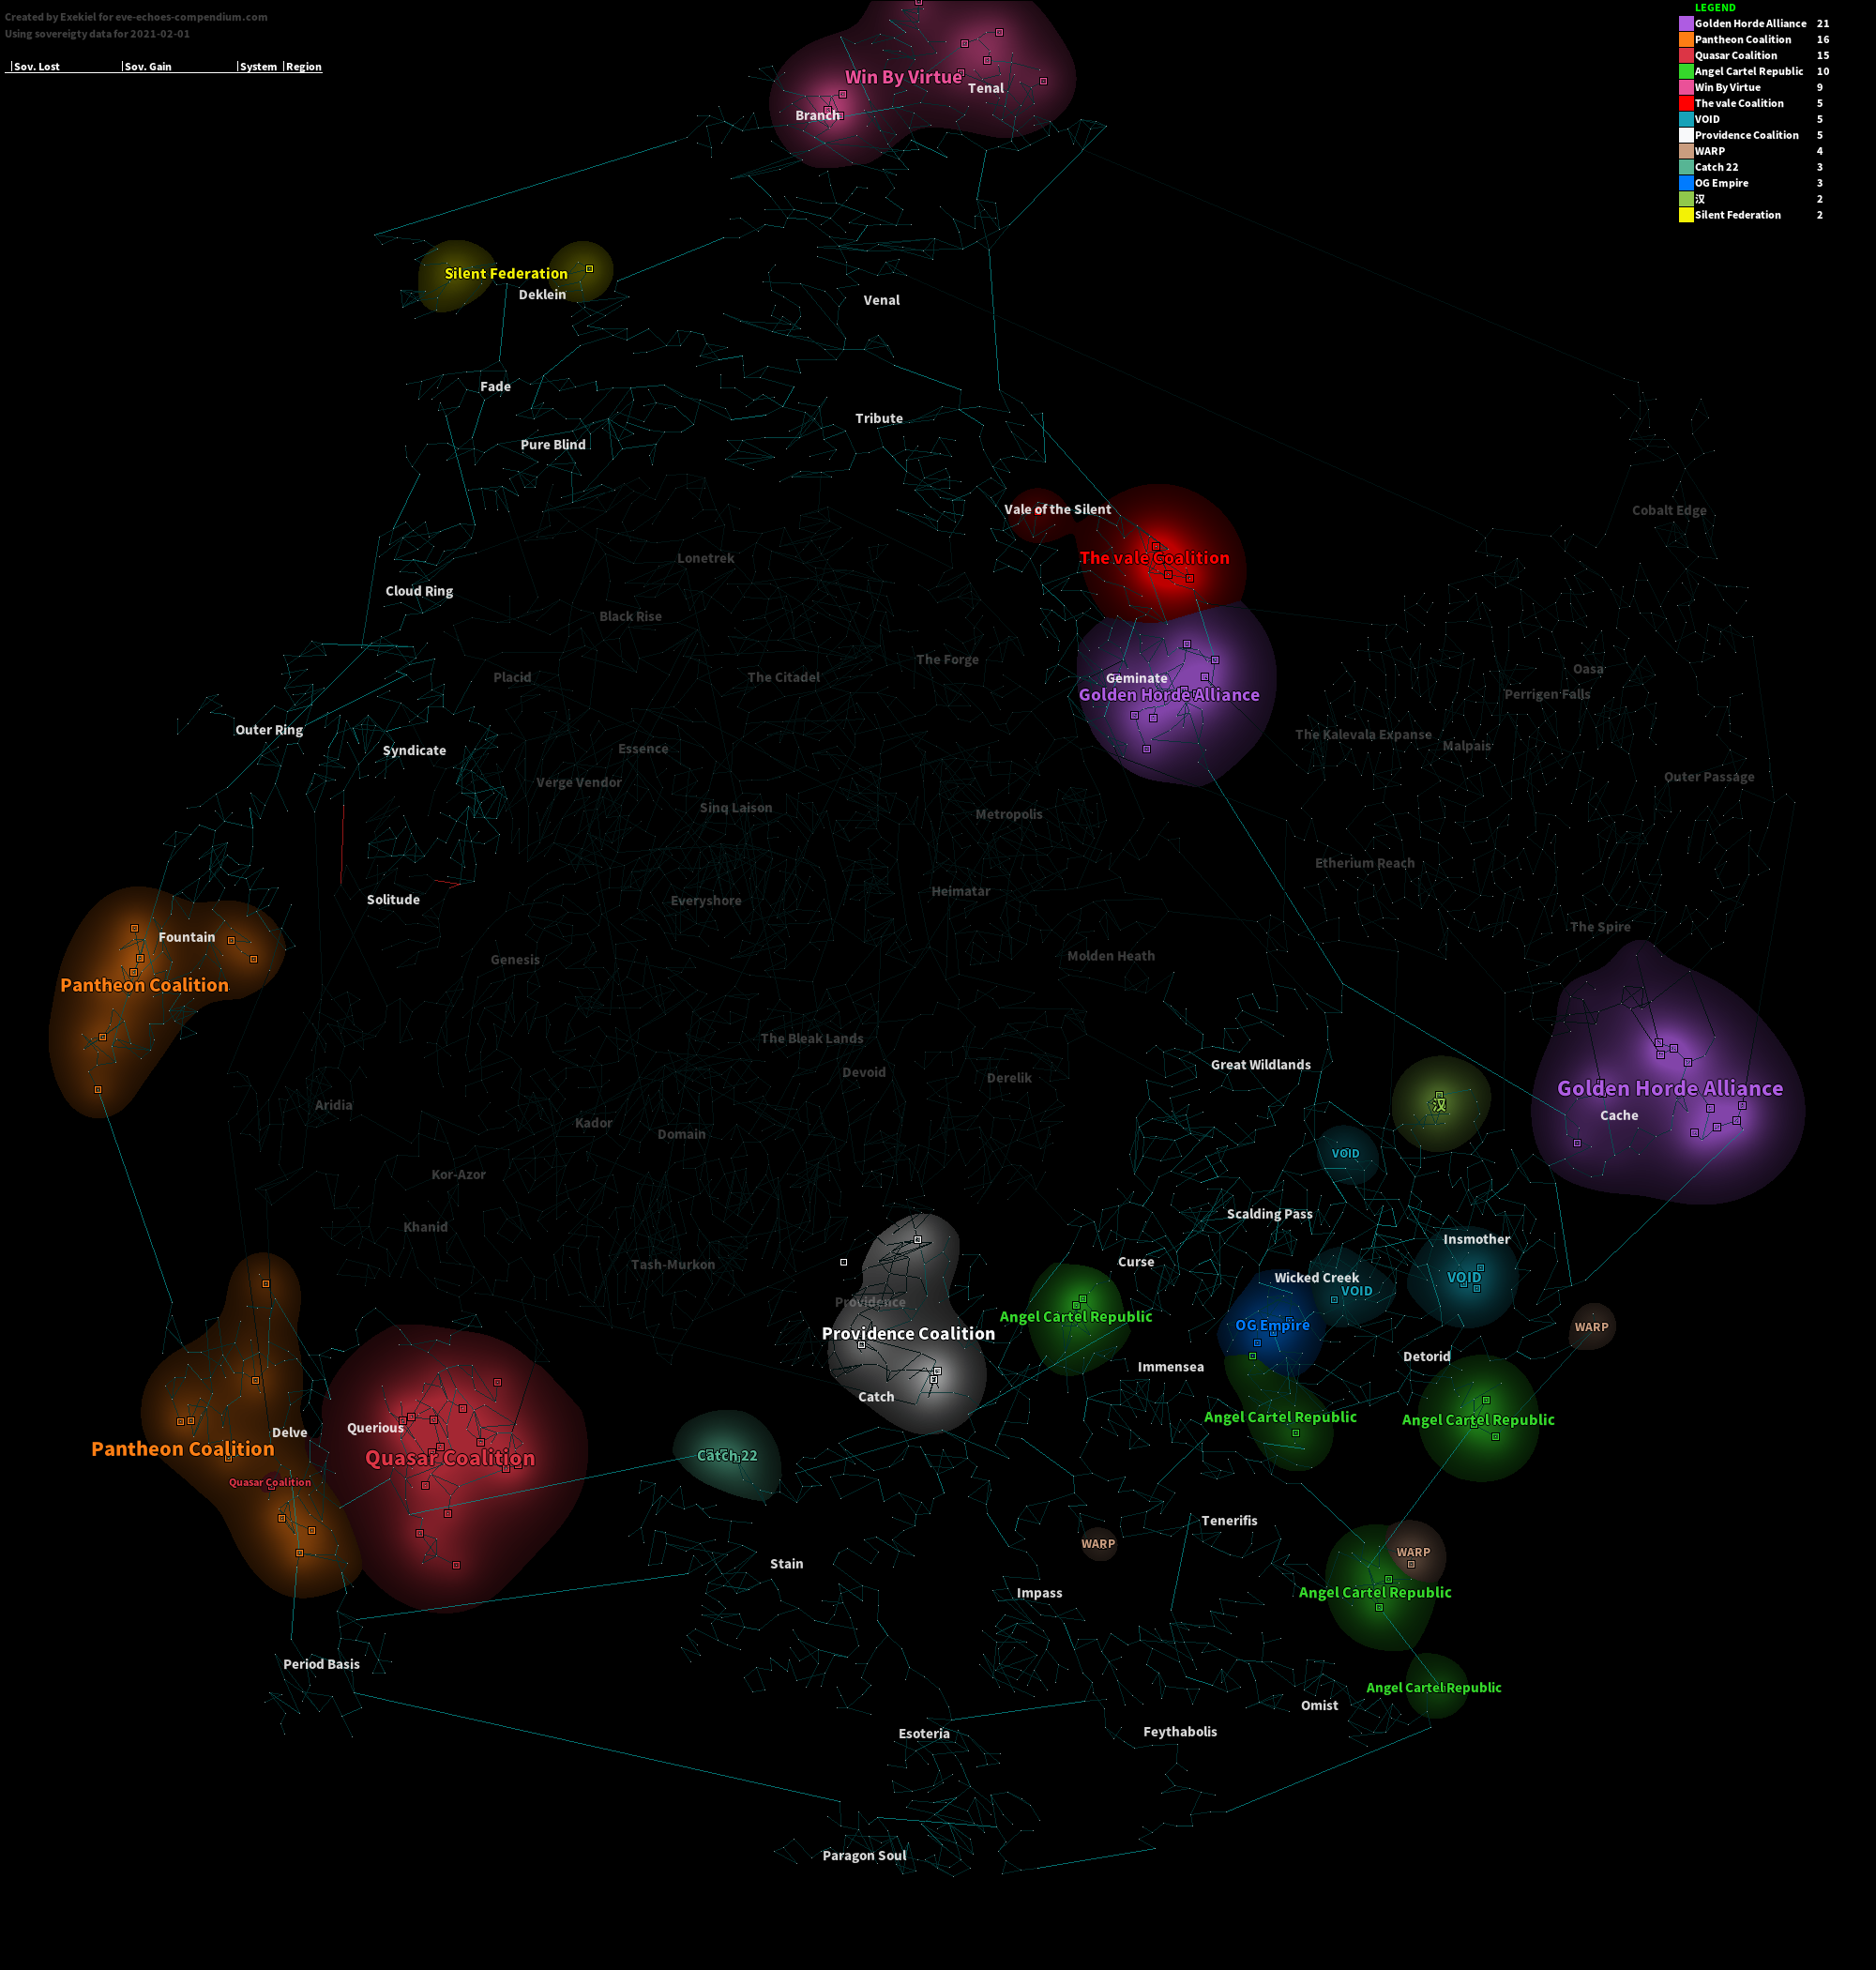 Created by Exekiel for eve-echoes-compendium.com
Using sovereigty data for 2021-02-01
Sov. Lost Sov. Gain System Region
LEGEND
Golden Horde Alliance 21
Pantheon Coalition 16
Quasar Coalition 15
Angel Cartel Republic 10
Win By Virtue 9
The vale Coalition 5
VOID 5
Providence Coalition 5
WARP 4
Catch 22 3
OG Empire 3
汉 2
Silent Federation 2
Win By Virtue
Tenal
Branch
Silent Federation
Deklein
Venal
Fade
Tribute
Pure Blind
Vale of the Silent
Cobalt Edge
The vale Coalition
Lonetrek
Cloud Ring
Black Rise
The Forge
Oasa
Placid
The Citadel
Geminate
Golden Horde Alliance
Perrigen Falls
Outer Ring
The Kalevala Expanse
Malpais
Syndicate
Essence
Outer Passage
Verge Vendor
Sinq Laison
Metropolis
Etherium Reach
Heimatar
Solitude
Everyshore
The Spire
Fountain
Molden Heath
Genesis
Pantheon Coalition
The Bleak Lands
Great Wildlands
Devoid
Derelik
Golden Horde Alliance
Aridia
汉
Cache
Kador
Domain
VOID
Kor-Azor
Scalding Pass
Khanid
Insmother
Tash-Murkon
Curse
Wicked Creek
VOID
VOID
Providence
Angel Cartel Republic
OG Empire
WARP
Providence Coalition
Detorid
Immensea
Catch
Angel Cartel Republic
Angel Cartel Republic
Querious
Delve
Pantheon Coalition
Quasar Coalition
Catch 22
Quasar Coalition
Tenerifis
WARP
WARP
Stain
Impass
Angel Cartel Republic
Period Basis
Angel Cartel Republic
Omist
Esoteria
Feythabolis
Paragon Soul